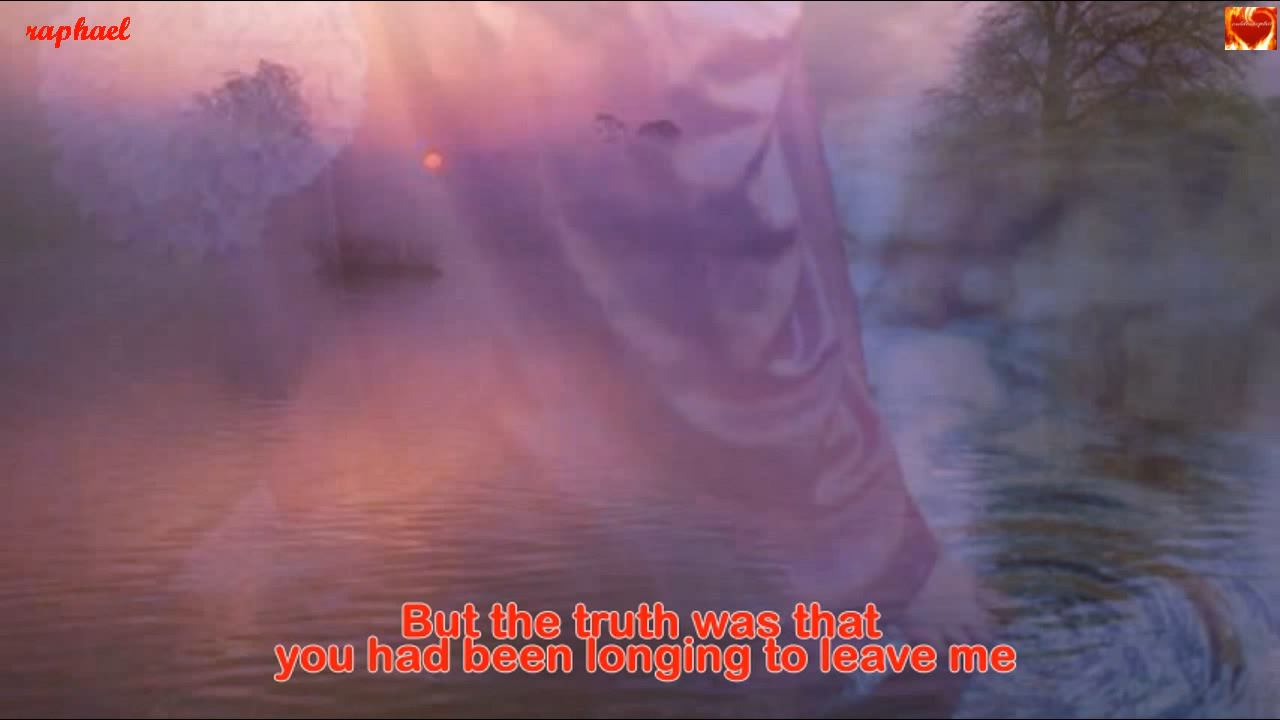 raphael
But the truth was that
you had been longing to leave me